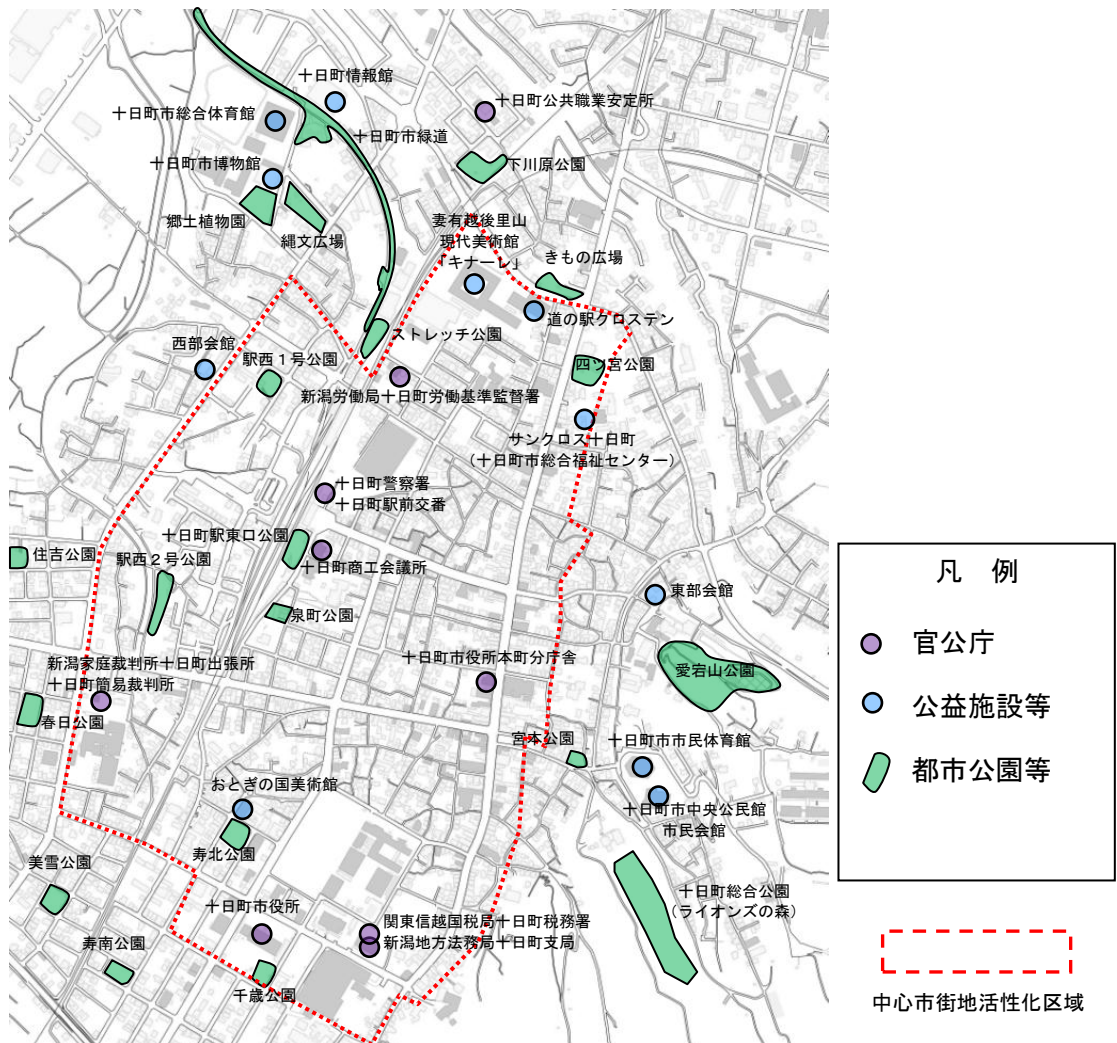 十日町情報館
十日町公共職業安定所
十日町市総合体育館
十日町市緑道
十日町市博物館
下川原公園
郷土植物園
縄文広場
妻有越後里山
現代美術館
「キナーレ」
きもの広場
道の駅クロステン
ストレッチ公園
西部会館
駅西１号公園
四ツ宮公園
新潟労働局十日町労働基準監督署
サンクロス十日町
（十日町市総合福祉センター）
十日町警察署
十日町駅前交番
十日町駅東口公園
住吉公園
駅西２号公園
十日町商工会議所
東部会館
泉町公園
新潟家庭裁判所十日町出張所
十日町簡易裁判所
十日町市役所本町分庁舎
愛宕山公園
春日公園
宮本公園
十日町市市民体育館
おとぎの国美術館
十日町市中央公民館
市民会館
美雪公園
寿北公園
十日町総合公園
（ライオンズの森）
十日町市役所
関東信越国税局十日町税務署
新潟地方法務局十日町支局
寿南公園
千歳公園
凡　例
官公庁
公益施設等
都市公園等
中心市街地活性化区域